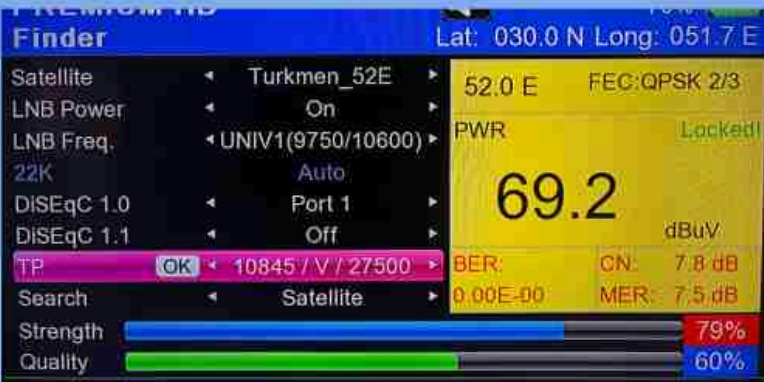 PREMIUM HD
Finder
Lat: 030.0 N Long: 051.7 E
Satellite Turkmen_52E
LNB Power On
LNB Freq. UNIV1(9750/10600)
22K Auto
DiSEqC 1.0 Port 1
DiSEqC 1.1 Off
TP OK 10845 / V / 27500
Search Satellite
52.0 E FEC:QPSK 2/3
PWR Locked!
69.2
dBuV
BER: CN: 7.8 dB
0.00E-00 MER: 7.5 dB
Strength 79%
Quality 60%